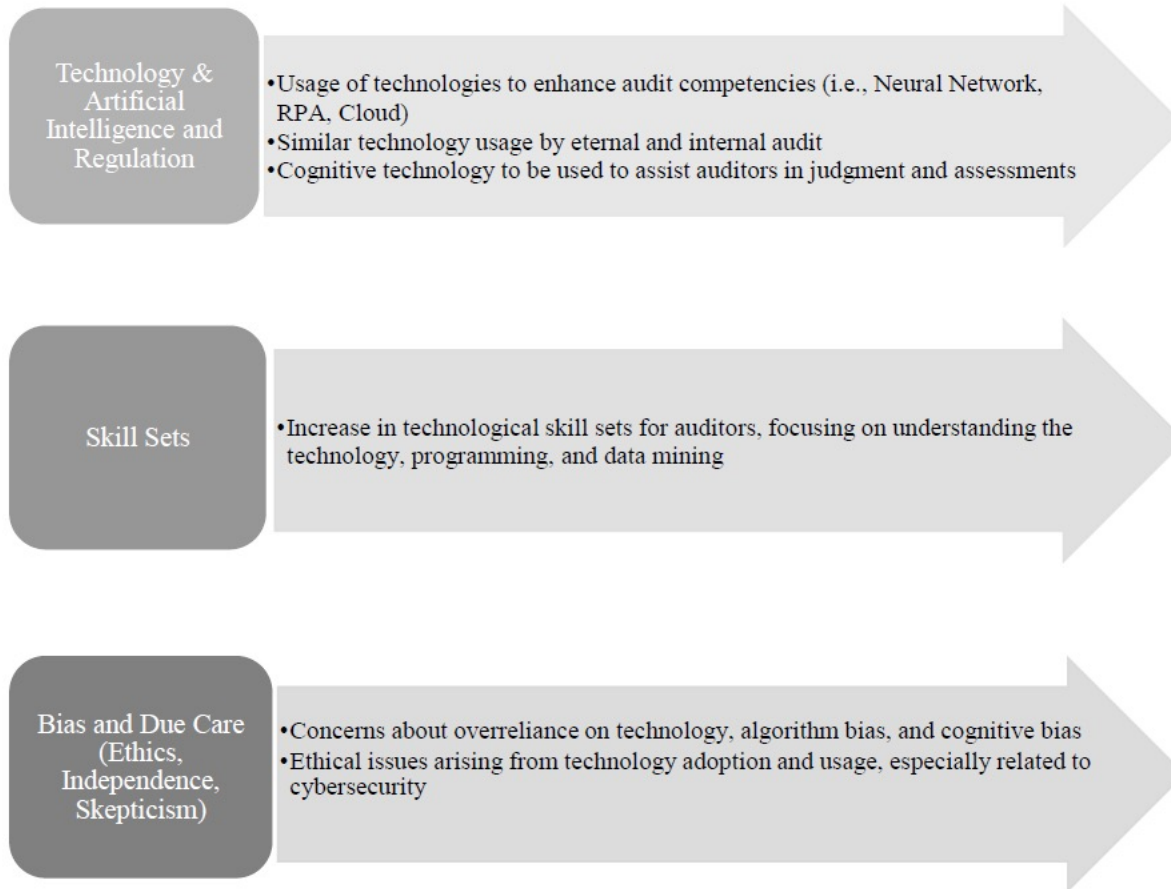 Technology &
Artificial
Intelligence and
Regulation
•Usage of technologies to enhance audit competencies (i.e., Neural Network,
RPA, Cloud)
•Similar technology usage by eternal and internal audit
•Cognitive technology to be used to assist auditors in judgment and assessments
Skill Sets
•Increase in technological skill sets for auditors, focusing on understanding the
technology, programming, and data mining
Bias and Due Care
(Ethics,
Independence,
Skepticism)
•Concerns about overreliance on technology, algorithm bias, and cognitive bias
•Ethical issues arising from technology adoption and usage, especially related to
cybersecurity